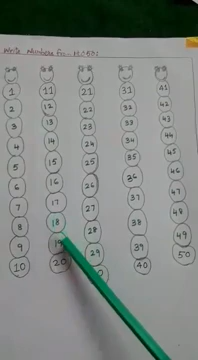 Write Numbers
1 11 21 31 41
2 12 22 32 42
3 13 23 33 43
4 14 24 34 44
5 15 25 35 45
6 16 26 36 46
7 17 27 37 47
8 18 28 38 48
9 19 29 39 49
10 20 40 50